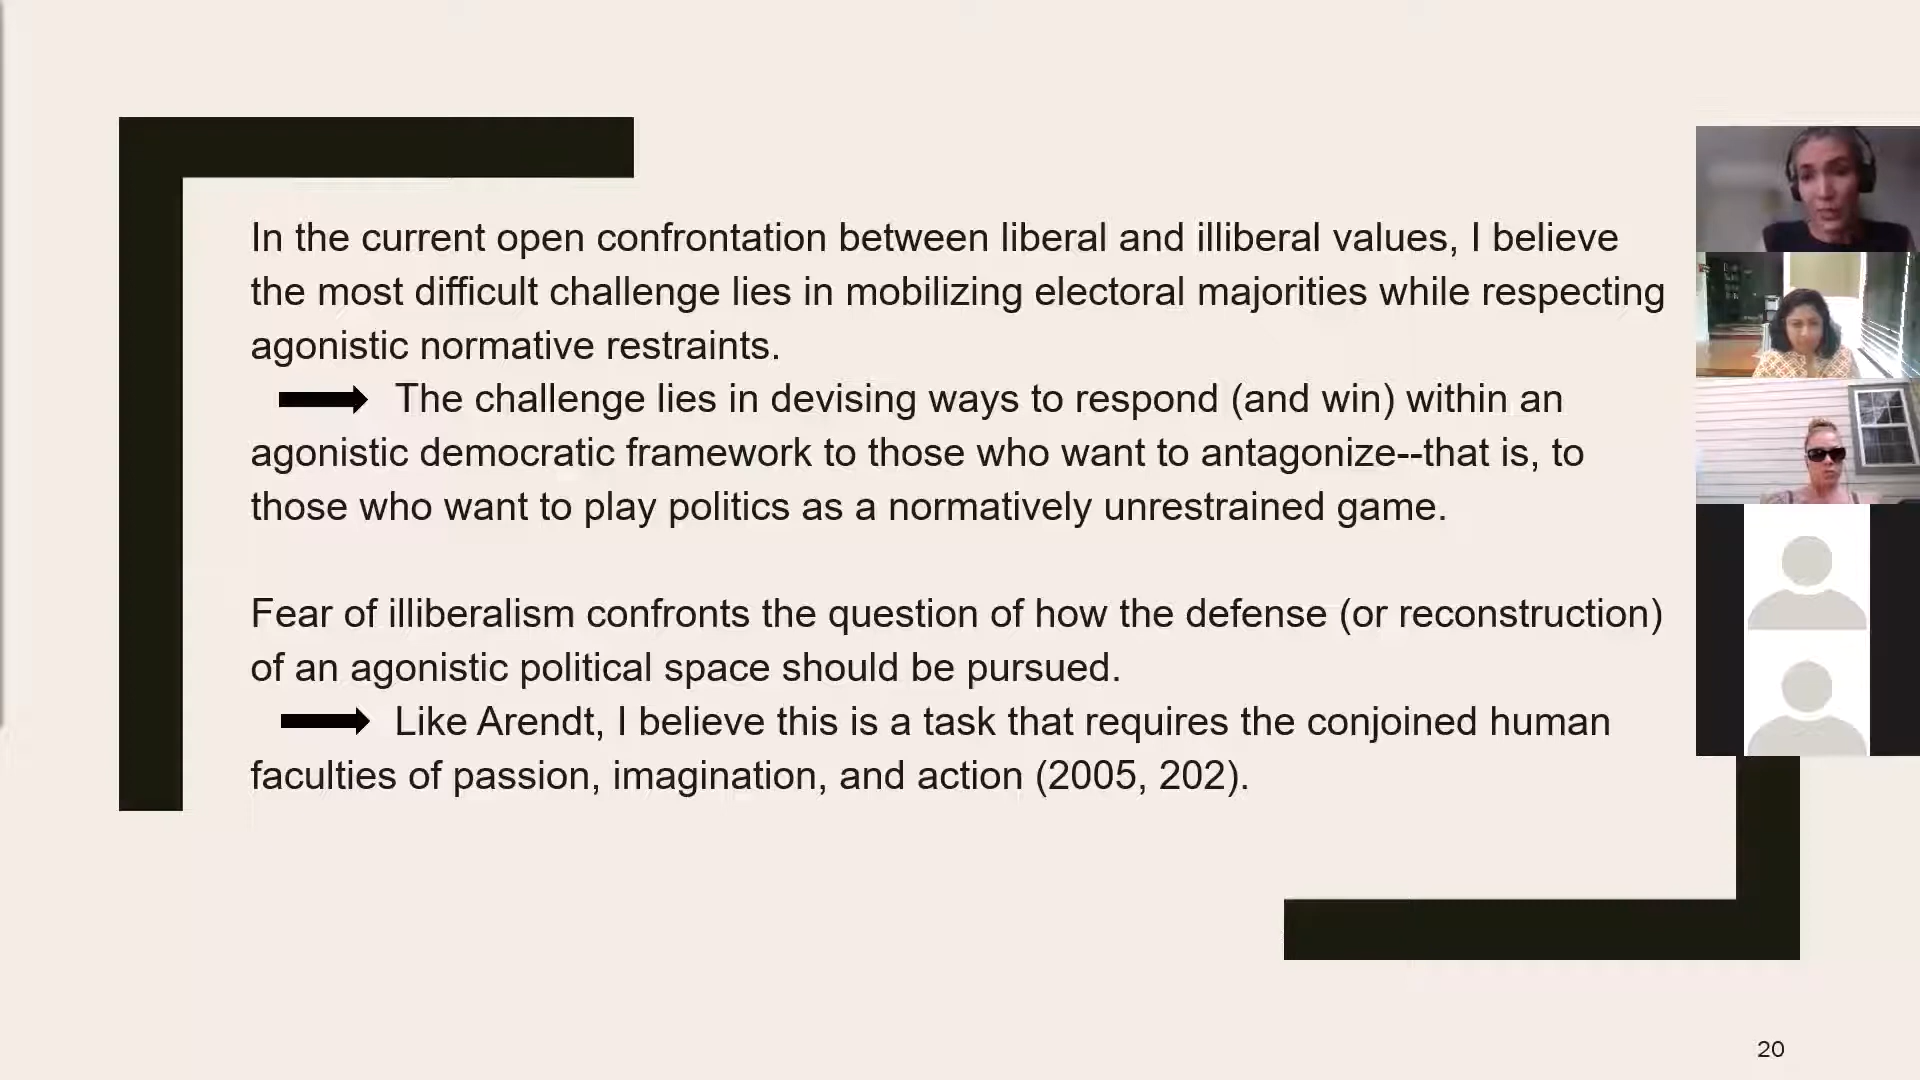 In the current open confrontation between liberal and illiberal values, I believe
the most difficult challenge lies in mobilizing electoral majorities while respecting
agonistic normative restraints.
The challenge lies in devising ways to respond (and win) within an
agonistic democratic framework to those who want to antagonize--that is, to
those who want to play politics as a normatively unrestrained game.
Fear of illiberalism confronts the question of how the defense (or reconstruction)
of an agonistic political space should be pursued.
Like Arendt, I believe this is a task that requires the conjoined human
faculties of passion, imagination, and action (2005, 202).
20